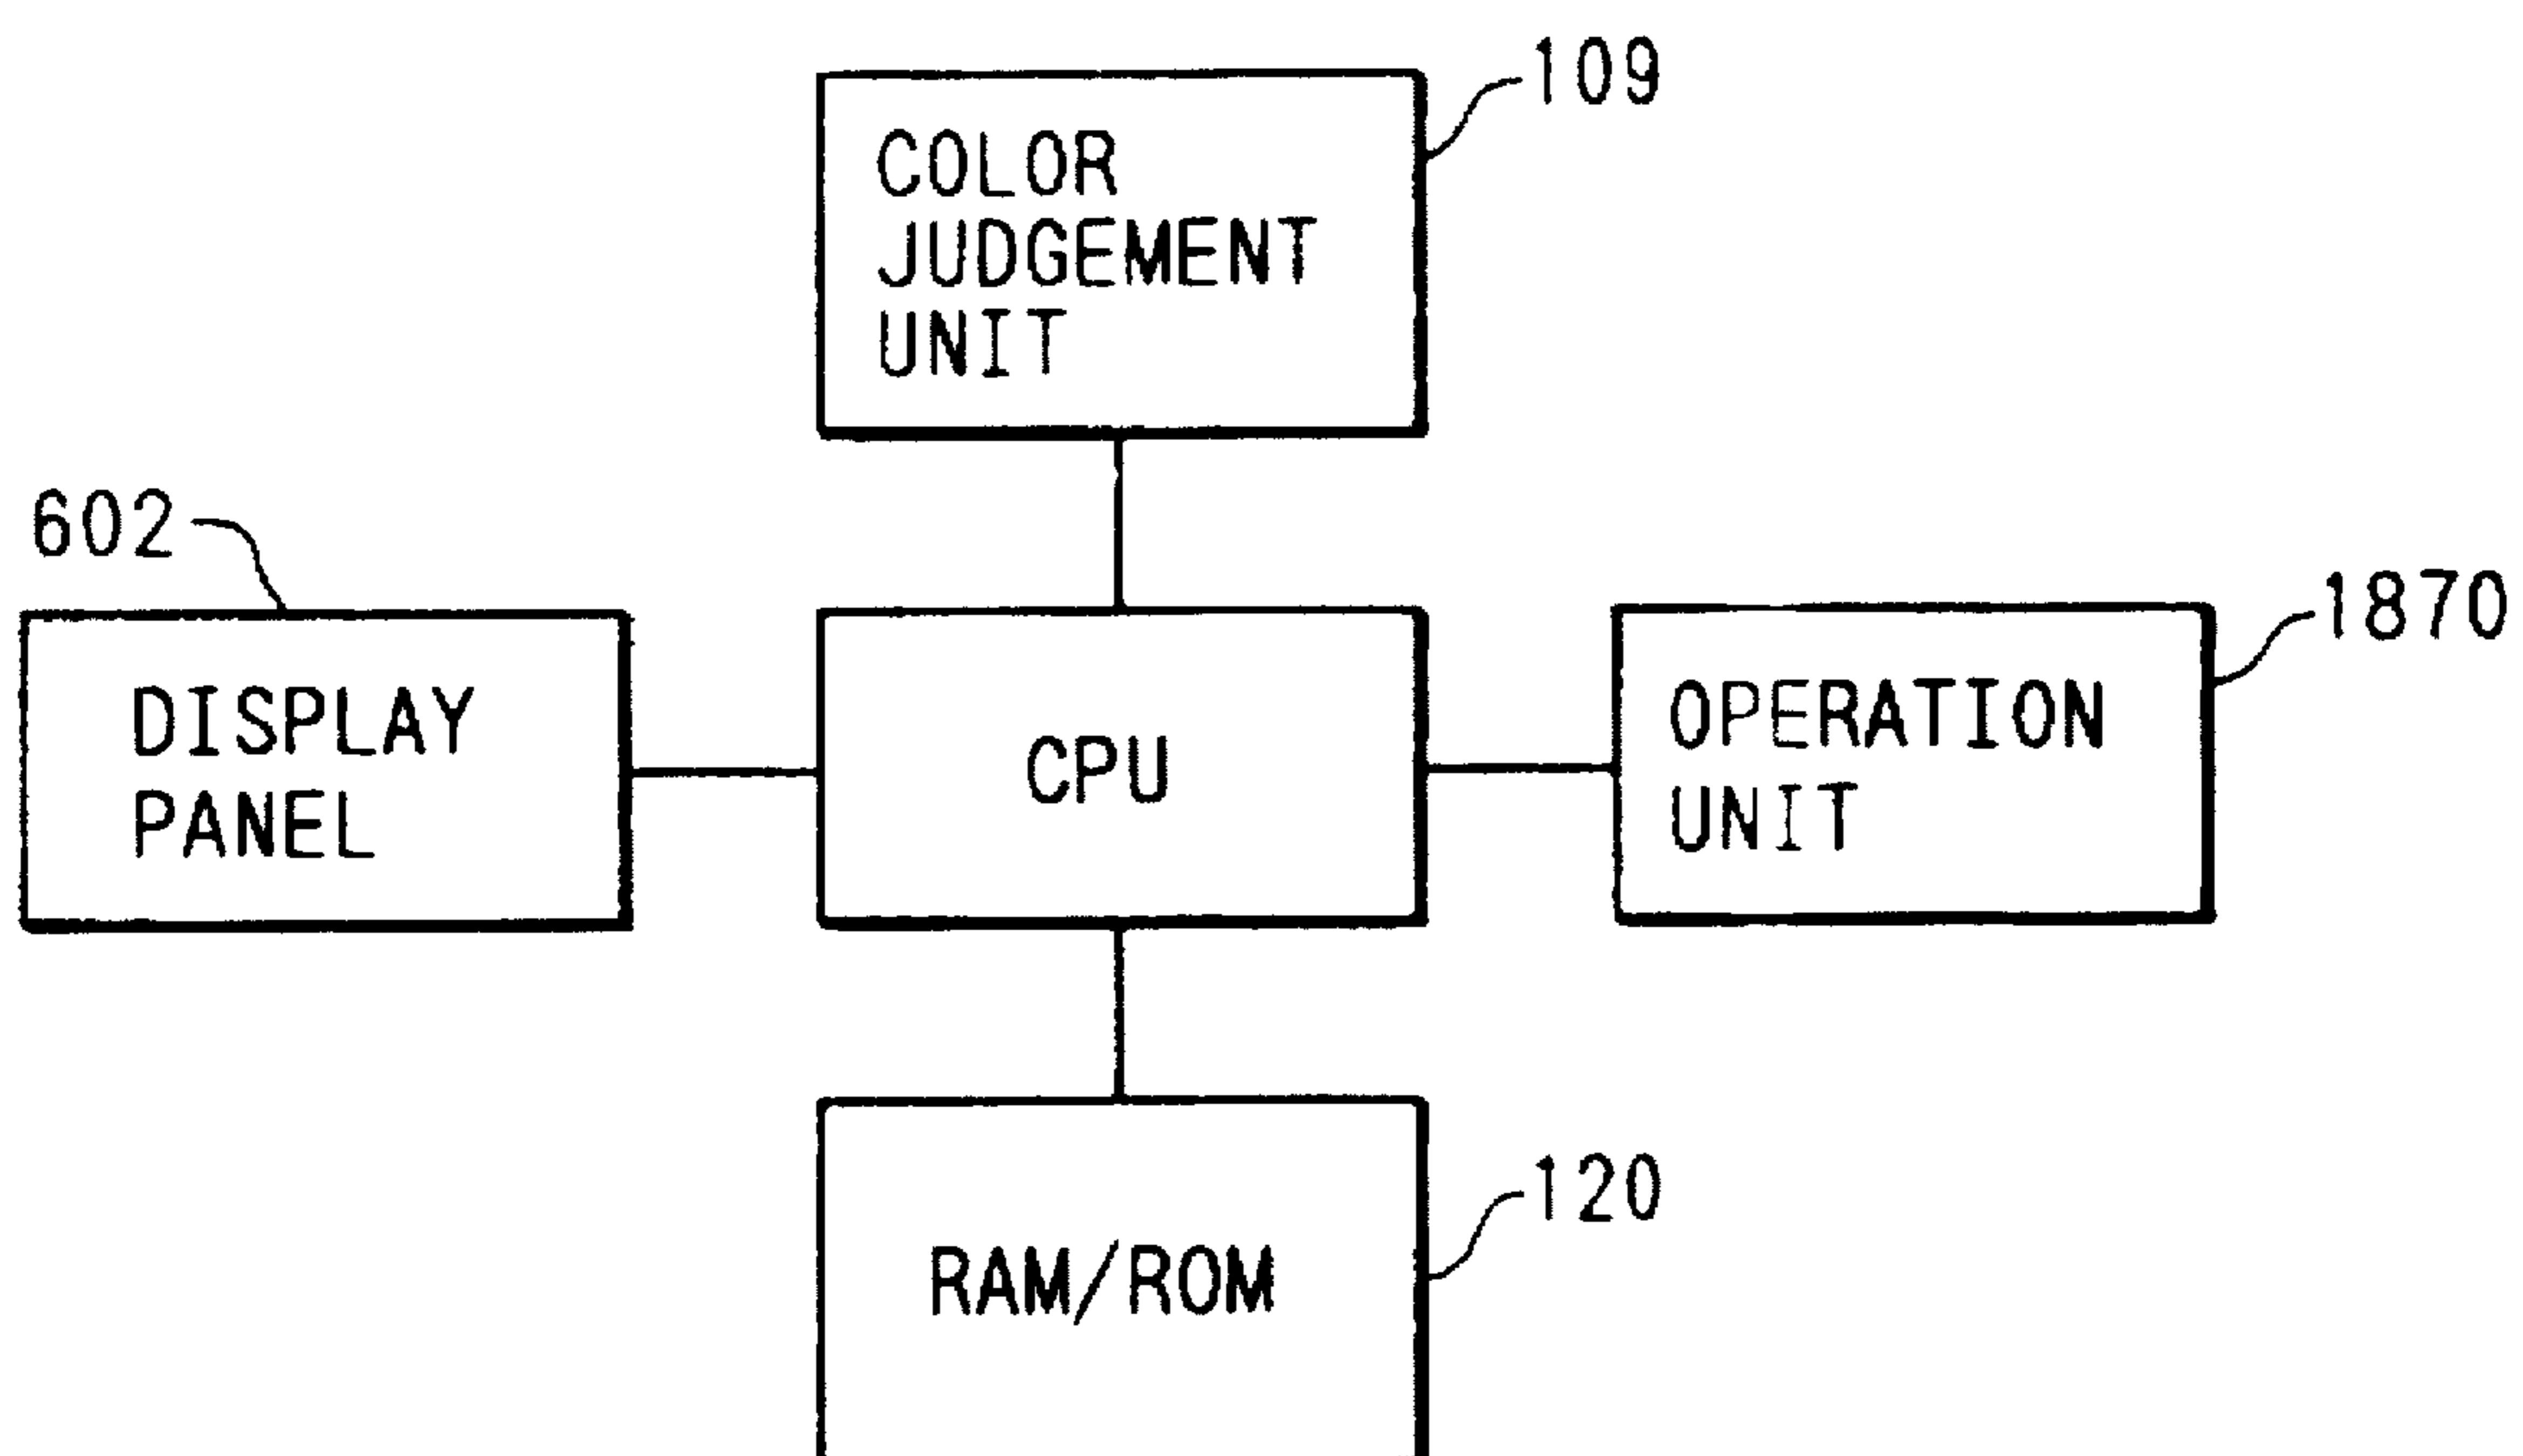 109
COLOR
JUDGEMENT
UNIT
602
1870
DISPLAY
PANEL
CPU
OPERATION
UNIT
120
RAM/ROM